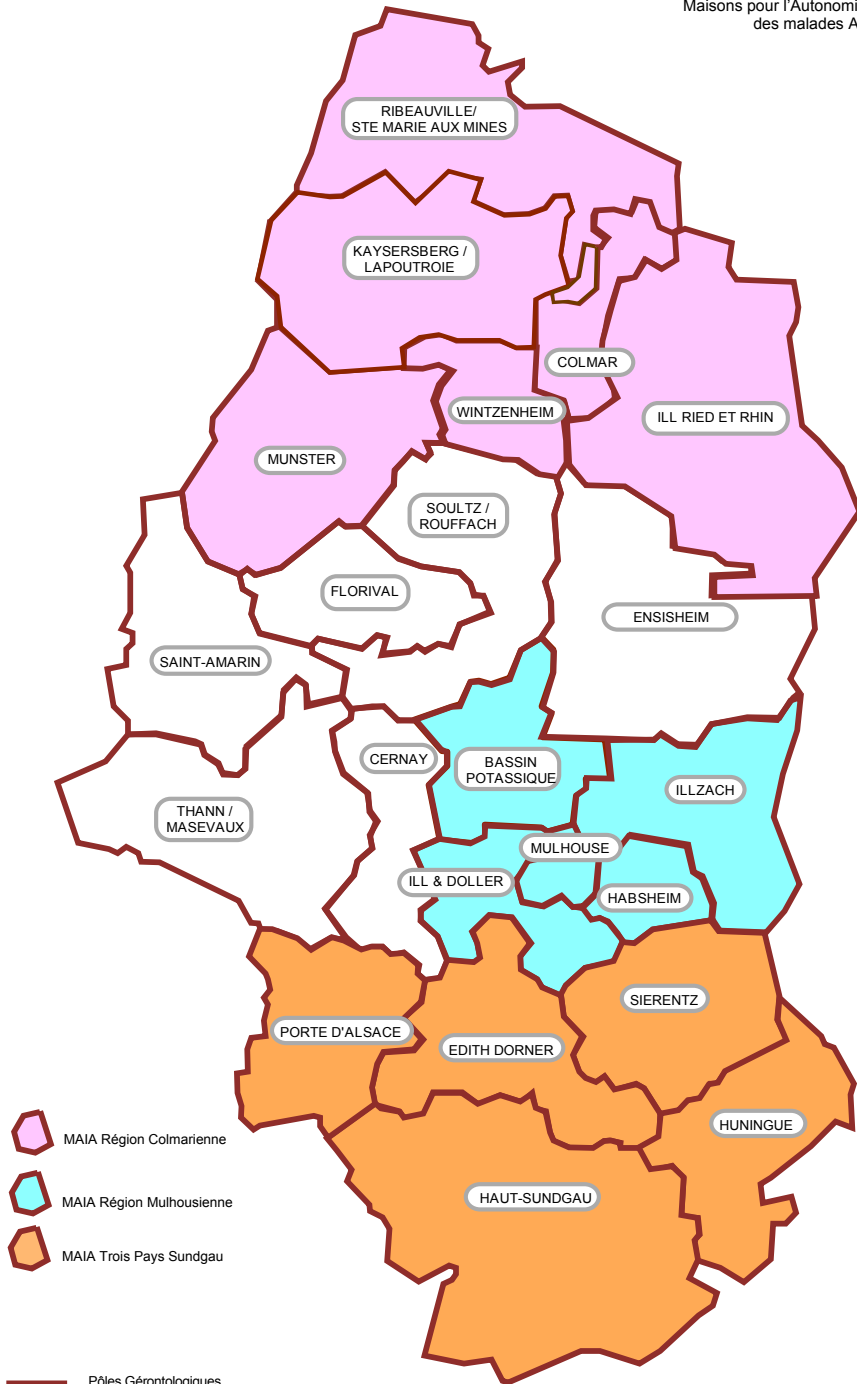 Maisons pour l'Autonomi
des malades A
RIBEAUVILLE/
STE MARIE AUX MINES
KAYSERSBERG /
LAPOUTROIE
COLMAR
WINTZENHEIM
ILL RIED ET RHIN
MUNSTER
SOULTZ /
ROUFFACH
FLORIVAL
ENSISHEIM
SAINT-AMARIN
CERNAY
BASSIN
POTASSIQUE
ILLZACH
THANN /
MASEVAUX
MULHOUSE
ILL & DOLLER
HABSHEIM
SIERENTZ
PORTE D'ALSACE
EDITH DORNER
HUNINGUE
MAIA Région Colmarienne
HAUT-SUNDGAU
MAIA Région Mulhousienne
MAIA Trois Pays Sundgau
Pôles Gérontologiques